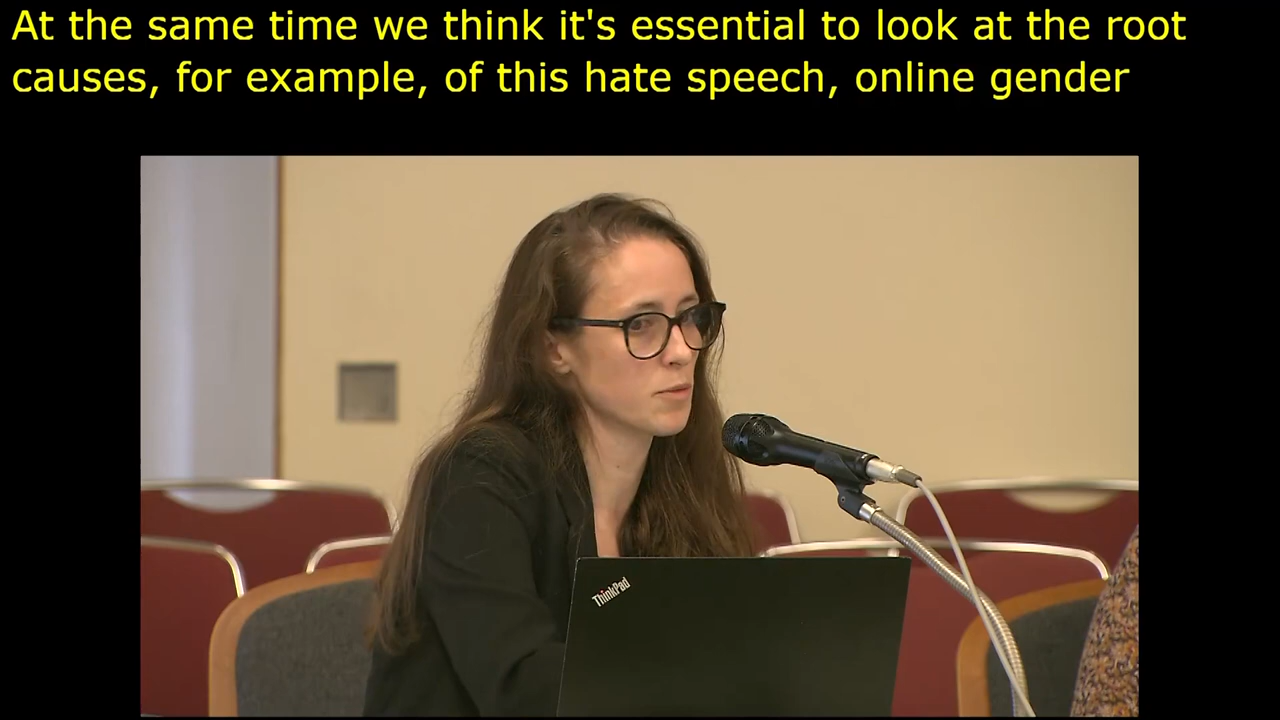 At the same time we think it's essential to look at the root
causes, for example, of this hate speech, online gender
ThinkPad